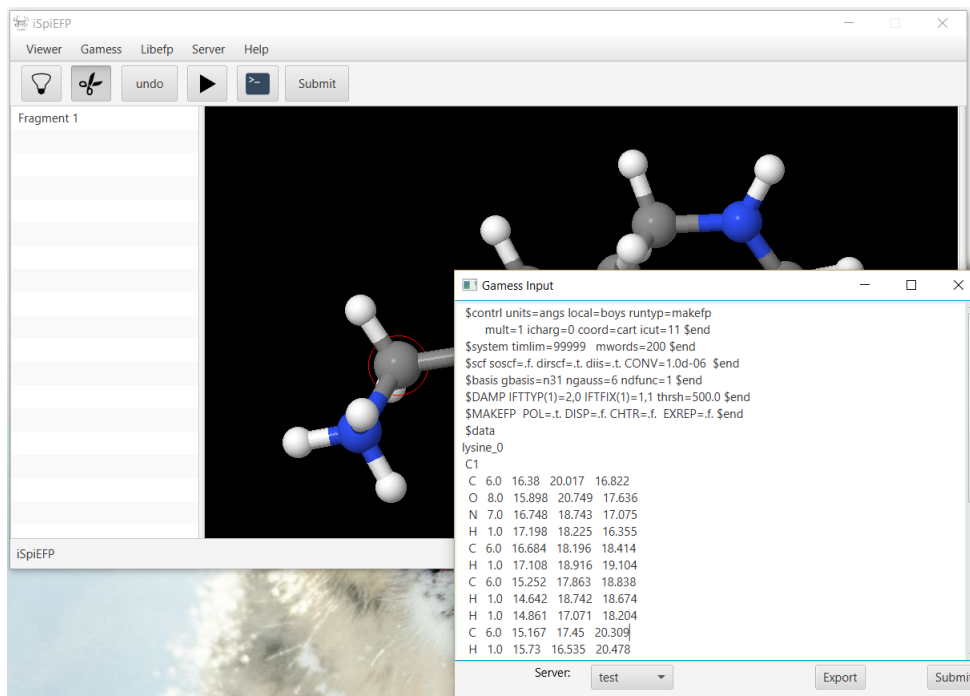 iSpiEFP
Viewer Gamess Libefp Server Help
undo Submit
Fragment 1
iSpiEFP
Gamess Input
$contrl units=angs local=boys runtyp=makefp
mult=1 icharg=0 coord=cart icut=11 $end
$system timlim=99999 mwords=200 $end
$scf soscf=.f. dirscf=.t. diis=.t. CONV=1.0d-06 $end
$basis gbasis=n31 ngauss=6 ndfunc=1 $end
$DAMP IFTTYP(1)=2,0 IFTFIX(1)=1,1 thrsh=500.0 $end
$MAKEFP POL=.t. DISP=.f. CHTR=.f. EXREP=.f. $end
$data
lysine_0
C1
C 6.0 16.38 20.017 16.822
O 8.0 15.898 20.749 17.636
N 7.0 16.748 18.743 17.075
H 1.0 17.198 18.225 16.355
C 6.0 16.684 18.196 18.414
H 1.0 17.108 18.916 19.104
C 6.0 15.252 17.863 18.838
H 1.0 14.642 18.742 18.674
H 1.0 14.861 17.071 18.204
C 6.0 15.167 17.45 20.309
H 1.0 15.73 16.535 20.478
Server: test Export Submi